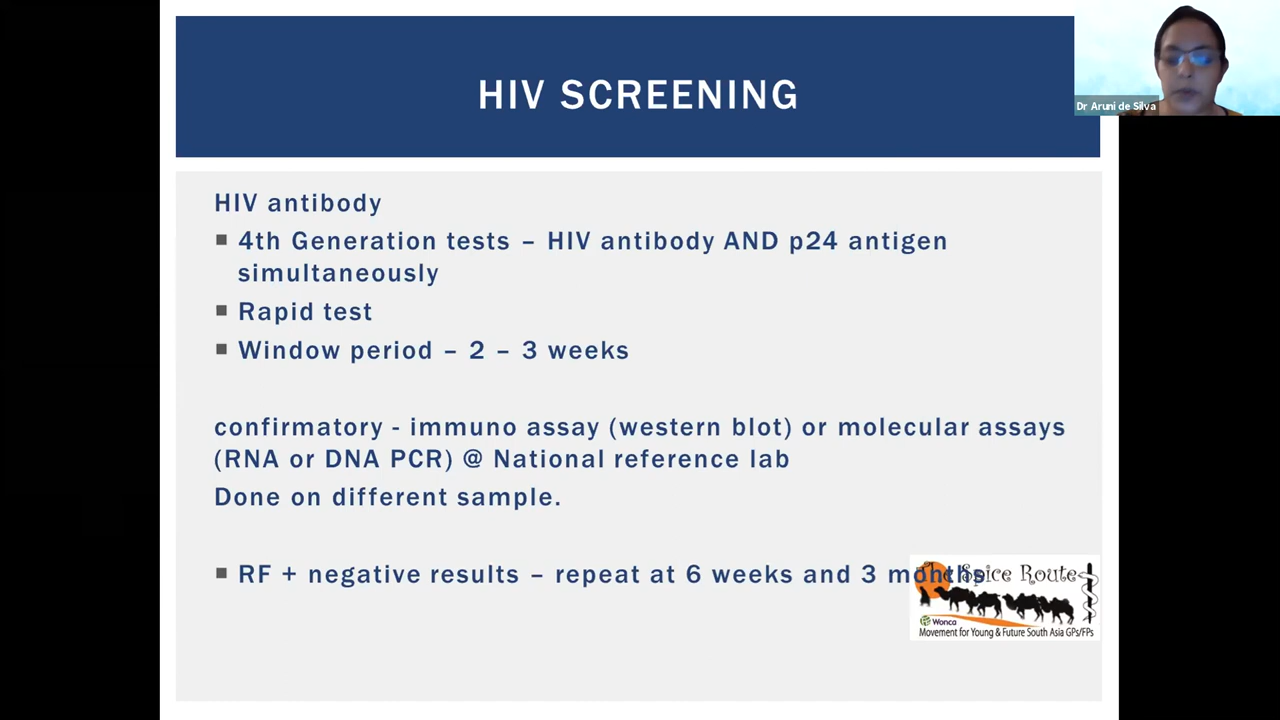 HIV SCREENING
Dr Aruni de Silva
HIV antibody
4th Generation tests – HIV antibody AND p24 antigen
simultaneously
Rapid test
Window period – 2 – 3 weeks
confirmatory - immuno assay (western blot) or molecular assays
(RNA or DNA PCR) @ National reference lab
Done on different sample.
RF + negative results – repeat at 6 weeks and 3 months
The Spice Route
Wonca
Movement for Young & Future South Asia GPs/FPs